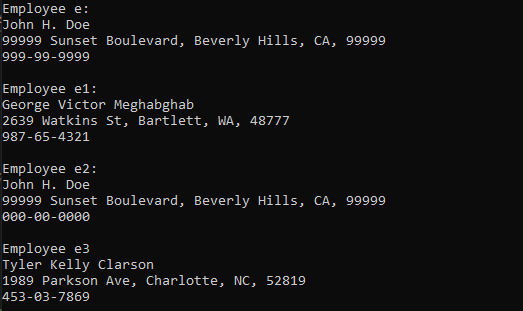 Employee e:
John H. Doe
99999 Sunset Boulevard, Beverly Hills, CA, 99999
999-99-9999
Employee e1:
George Victor Meghabghab
2639 Watkins St, Bartlett, WA, 48777
987-65-4321
Employee e2:
John H. Doe
99999 Sunset Boulevard, Beverly Hills, CA, 99999
000-00-0000
Employee e3
Tyler Kelly Clarson
1989 Parkson Ave, Charlotte, NC, 52819
453-03-7869